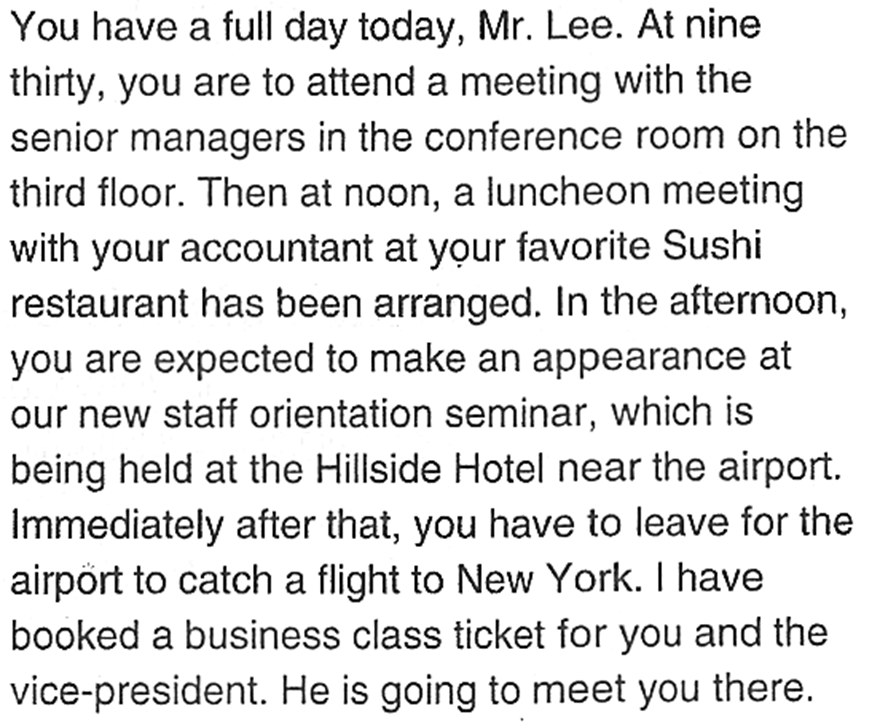 You have a full day today, Mr. Lee. At nine
thirty, you are to attend a meeting with the
senior managers in the conference room on the
third floor. Then at noon, a luncheon meeting
with your accountant at your favorite Sushi
restaurant has been arranged. In the afternoon,
you are expected to make an appearance at
our new staff orientation seminar, which is
being held at the Hillside Hotel near the airport.
Immediately after that, you have to leave for the
airport to catch a flight to New York. I have
booked a business class ticket for you and the
vice-president. He is going to meet you there.